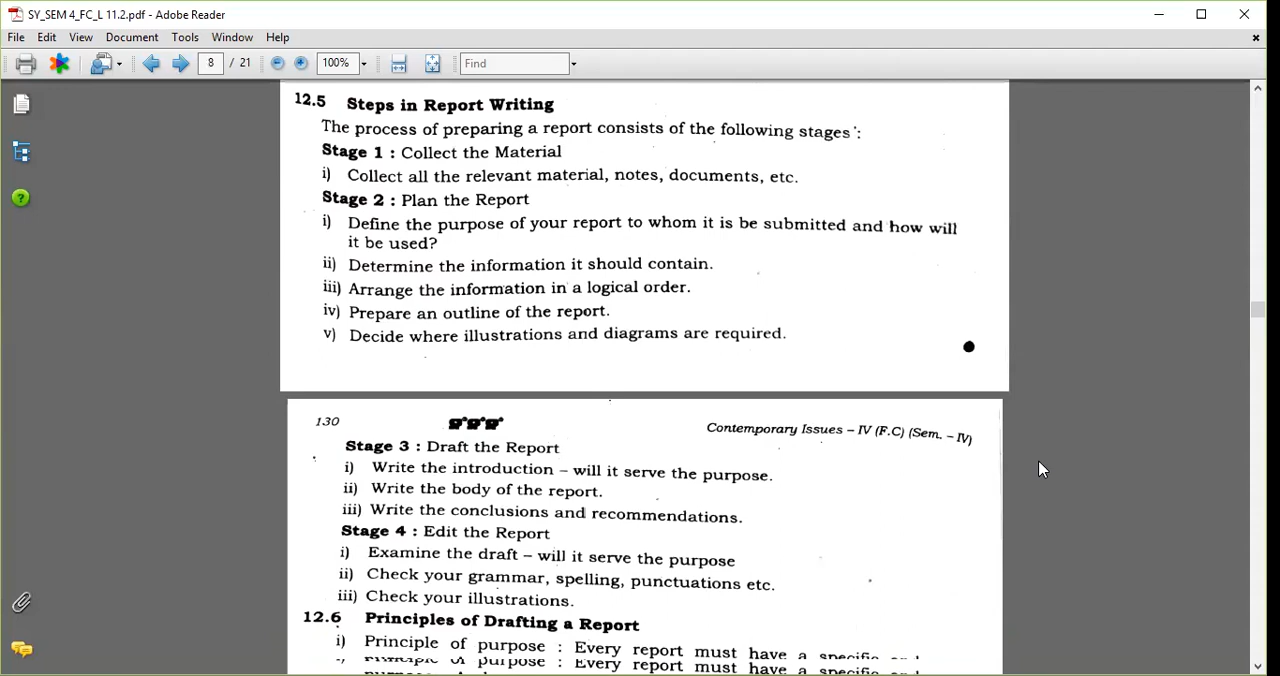 SY_SEM 4_FC_L 11.2.pdf - Adobe Reader
File Edit View Document Tools Window Help
8 / 21 100% Find
12.5 Steps in Report Writing
The process of preparing a report consists of the following stages :
Stage 1 : Collect the Material
i) Collect all the relevant material, notes, documents, etc.
Stage 2 : Plan the Report
i) Define the purpose of your report to whom it is be submitted and how will
it be used?
ii) Determine the information it should contain.
iii) Arrange the information in a logical order.
iv) Prepare an outline of the report.
v) Decide where illustrations and diagrams are required.
130 Contemporary Issues – IV (F.C) (Sem. – IV)
Stage 3 : Draft the Report
i) Write the introduction – will it serve the purpose.
ii) Write the body of the report.
iii) Write the conclusions and recommendations.
Stage 4 : Edit the Report
i) Examine the draft – will it serve the purpose
ii) Check your grammar, spelling, punctuations etc.
iii) Check your illustrations.
12.6 Principles of Drafting a Report
i) Principle of purpose : Every report must have a specific and
purpose : Every report must have a specific and